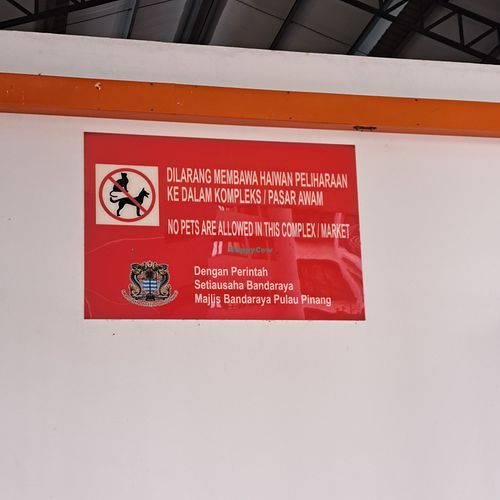 DILARANG MEMBAWA HAIWAN PELIHARAAN
KE DALAM KOMPLEKS / PASAR AWAM
NO PETS ARE ALLOWED IN THIS COMPLEX / MARKET
HappyCow
Dengan Perintah
Setiausaha Bandaraya
Majlis Bandaraya Pulau Pinang